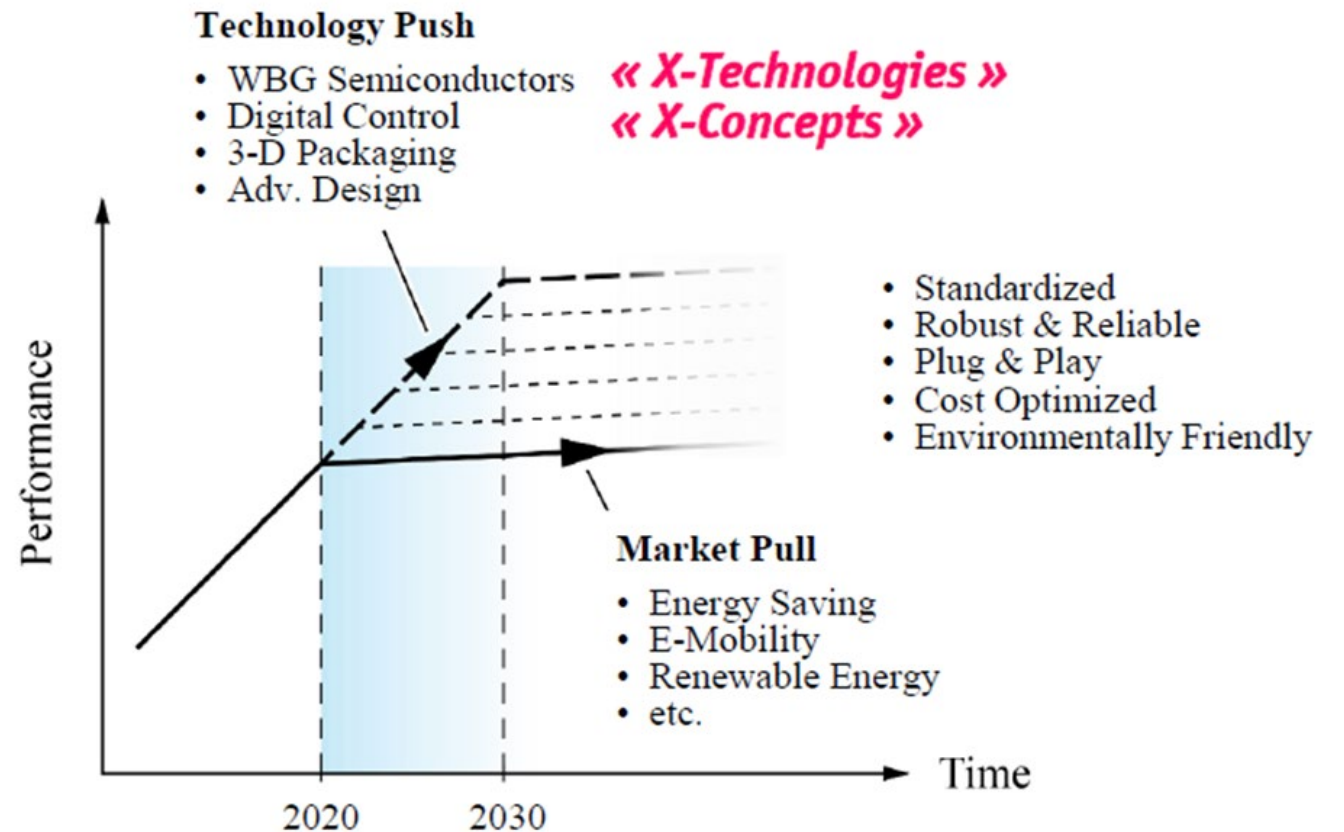 Technology Push
• WBG Semiconductors
• Digital Control
• 3-D Packaging
• Adv. Design
« X-Technologies »
« X-Concepts »
Performance
• Standardized
• Robust & Reliable
• Plug & Play
• Cost Optimized
• Environmentally Friendly
Market Pull
• Energy Saving
• E-Mobility
• Renewable Energy
• etc.
Time
2020
2030